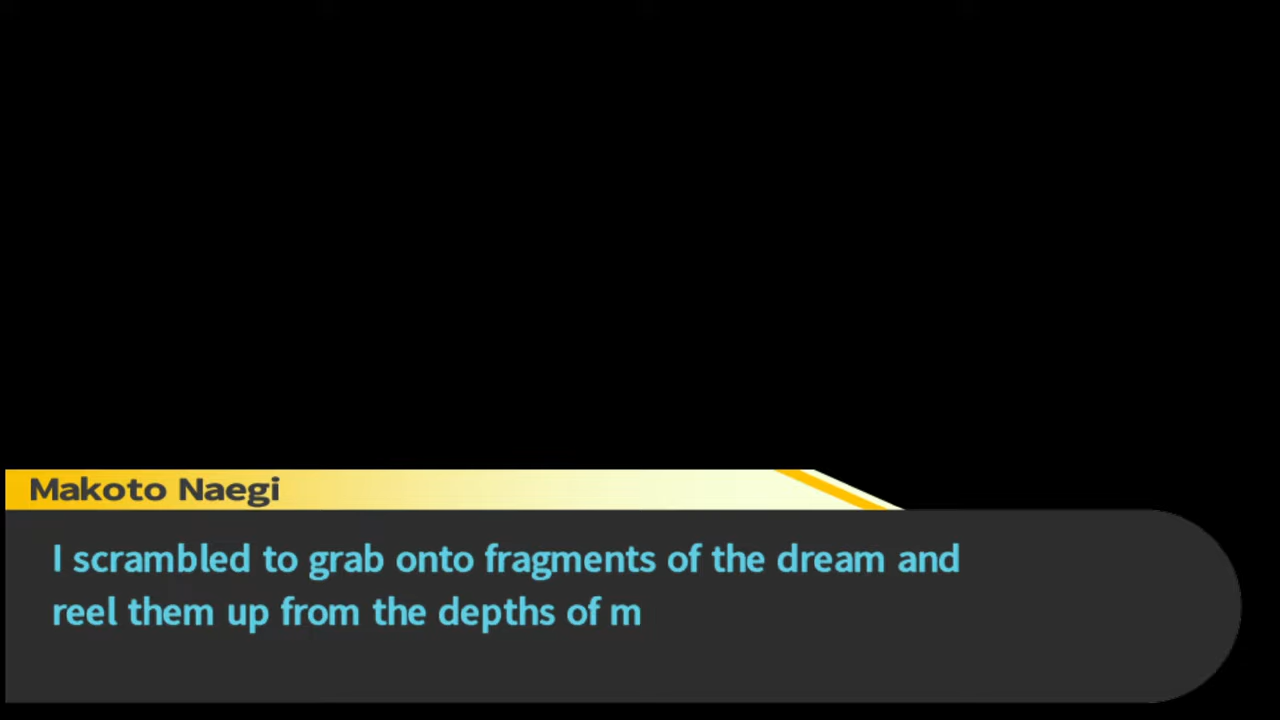 Makoto Naegi
I scrambled to grab onto fragments of the dream and
reel them up from the depths of m